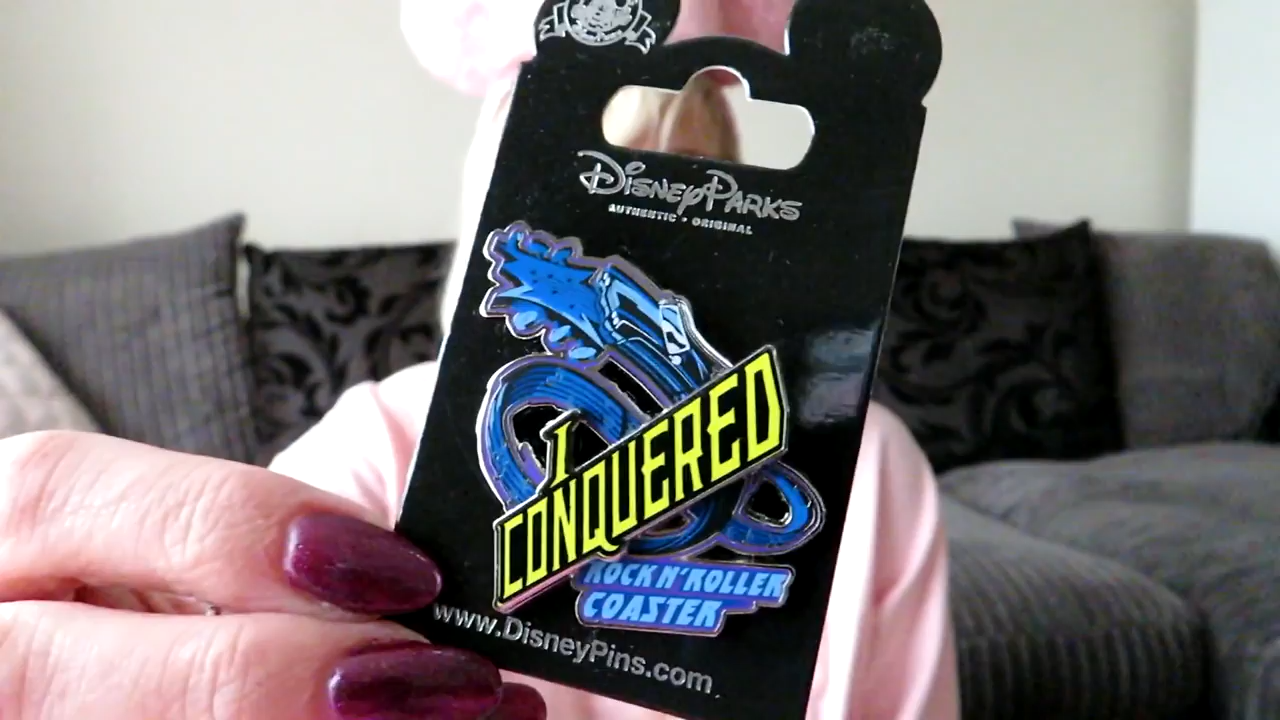 Disney Parks
AUTHENTIC • ORIGINAL
I
CONQUERED
ROCK N' ROLLER
COASTER
www.DisneyPins.com